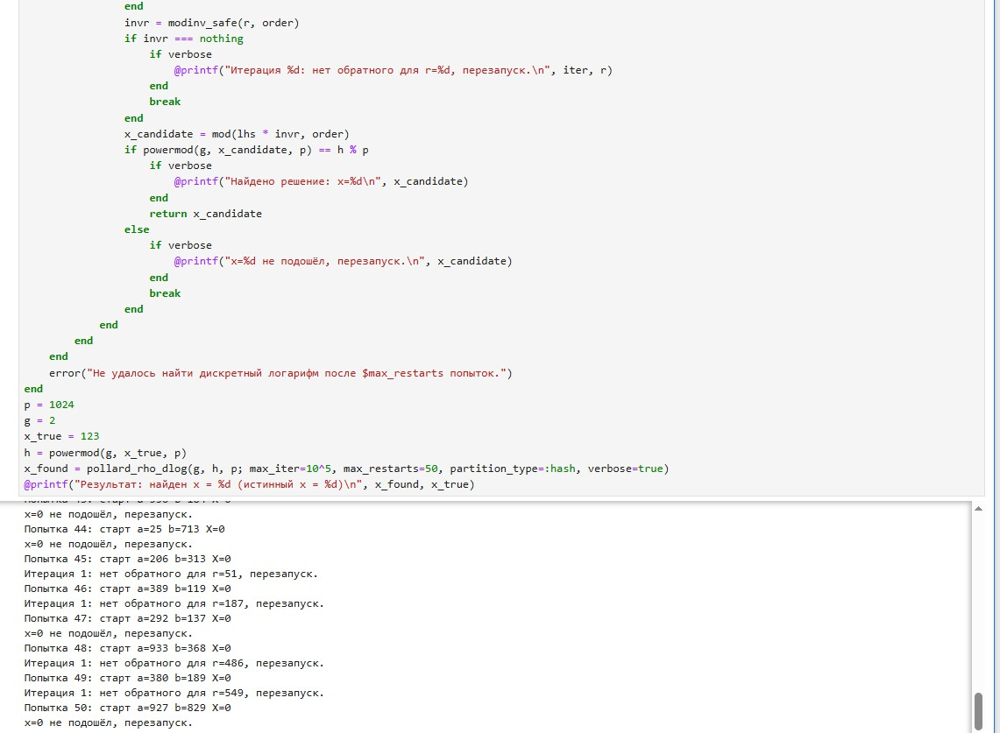 end
invr = modinv_safe(r, order)
if invr === nothing
if verbose
@printf("Итерация %d: нет обратного для r=%d, перезапуск.\n", iter, r)
end
break
end
x_candidate = mod(lhs * invr, order)
if powermod(g, x_candidate, p) == h % p
if verbose
@printf("Найдено решение: x=%d\n", x_candidate)
end
return x_candidate
else
if verbose
@printf("x=%d не подошёл, перезапуск.\n", x_candidate)
end
break
end
end
end
end
error("Не удалось найти дискретный логарифм после $max_restarts попыток.")
end
p = 1024
g = 2
x_true = 123
h = powermod(g, x_true, p)
x_found = pollard_rho_dlog(g, h, p; max_iter=10^5, max_restarts=50, partition_type=:hash, verbose=true)
@printf("Результат: найден x = %d (истинный x = %d)\n", x_found, x_true)
x=0 не подошёл, перезапуск.
Попытка 44: старт a=25 b=713 X=0
x=0 не подошёл, перезапуск.
Попытка 45: старт a=206 b=313 X=0
Итерация 1: нет обратного для r=51, перезапуск.
Попытка 46: старт a=389 b=119 X=0
Итерация 1: нет обратного для r=187, перезапуск.
Попытка 47: старт a=292 b=137 X=0
x=0 не подошёл, перезапуск.
Попытка 48: старт a=933 b=368 X=0
Итерация 1: нет обратного для r=486, перезапуск.
Попытка 49: старт a=380 b=189 X=0
Итерация 1: нет обратного для r=549, перезапуск.
Попытка 50: старт a=927 b=829 X=0
x=0 не подошёл, перезапуск.